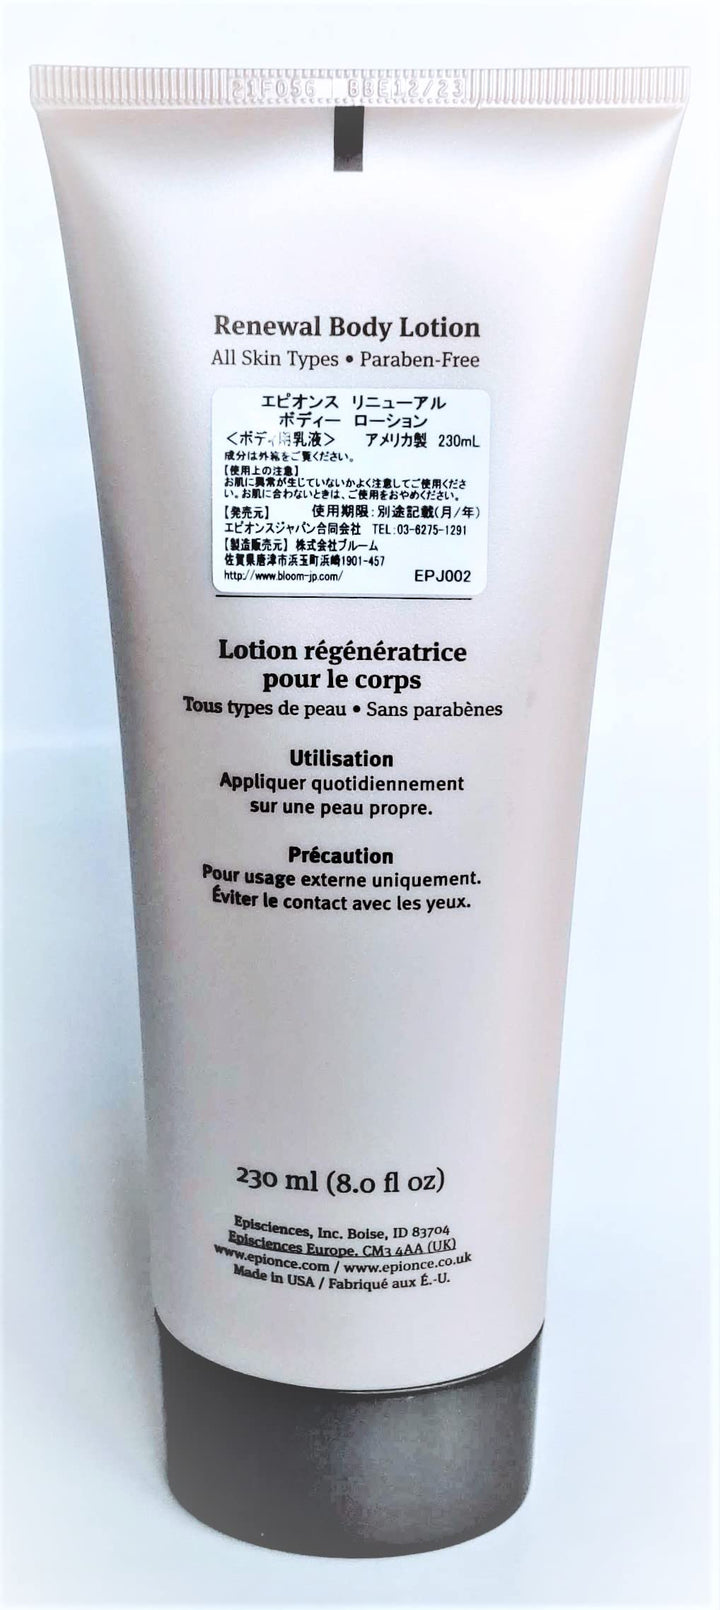 21F056 BBE12/23
Renewal Body Lotion
All Skin Types • Paraben-Free
エピオンス リニューアル
ボディー ローション
＜ボディ用乳液＞ アメリカ製 230mL
成分は外箱をご覧ください。
【使用上の注意】
お肌に異常が生じていないかよく注意してご使用くださ
い。お肌に合わないときは、ご使用をおやめください。
【発売元】 使用期限：別途記載(月/年)
エピオンスジャパン合同会社 TEL:03-6275-1291
【製造販売元】株式会社ブルーム
佐賀県唐津市浜玉町浜崎1901-457
http://www.bloom-jp.com/ EPJ002
Lotion régénératrice
pour le corps
Tous types de peau • Sans parabènes
Utilisation
Appliquer quotidiennement
sur une peau propre.
Précaution
Pour usage externe uniquement.
Éviter le contact avec les yeux.
230 ml (8.0 fl oz)
Episciences, Inc. Boise, ID 83704
Episciences Europe, CM3 4AA (UK)
www.epionce.com / www.epionce.co.uk
Made in USA / Fabriqué aux É.-U.